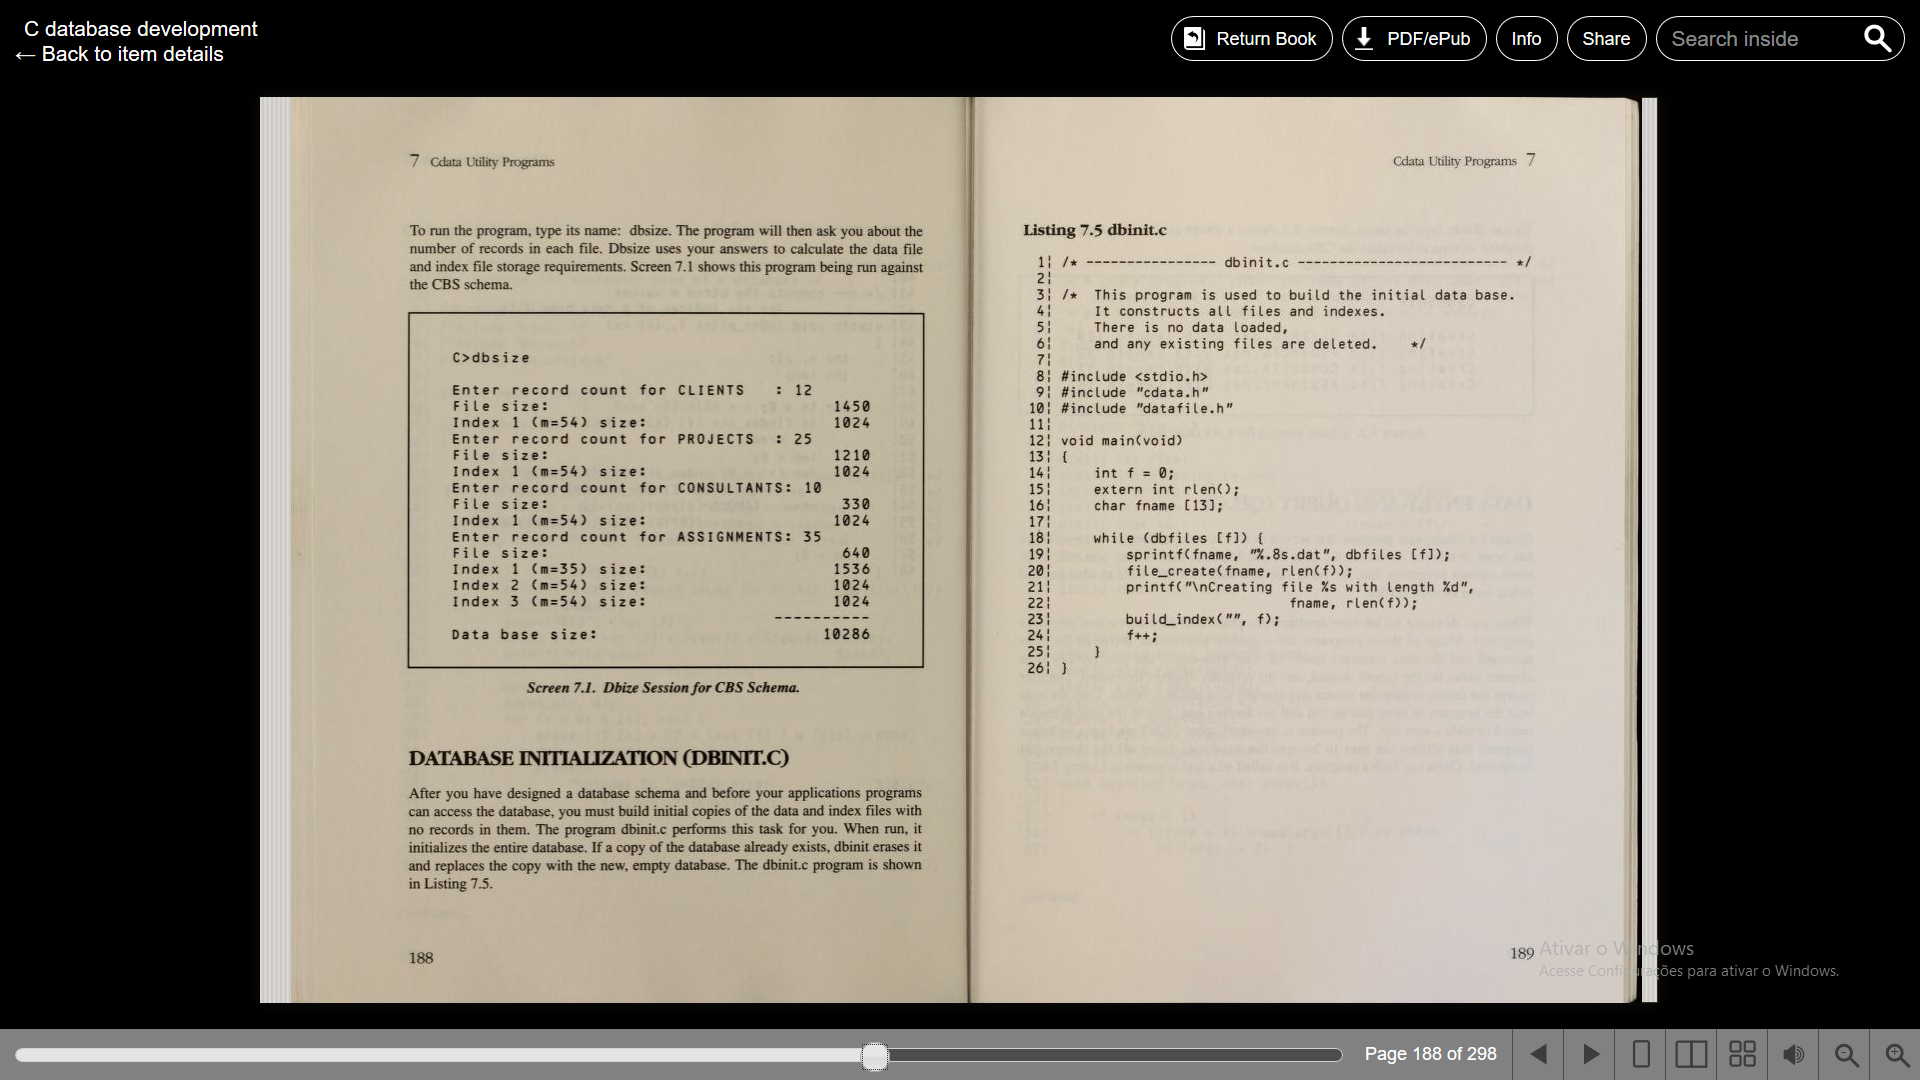 C database development
← Back to item details
Return Book
PDF/ePub
Info
Share
Search inside
7 Cdata Utility Programs
To run the program, type its name: dbsize. The program will then ask you about the
number of records in each file. Dbsize uses your answers to calculate the data file
and index file storage requirements. Screen 7.1 shows this program being run against
the CBS schema.
C>dbsize
Enter record count for CLIENTS : 12
File size: 1450
Index 1 (m=54) size: 1024
Enter record count for PROJECTS : 25
File size: 1210
Index 1 (m=54) size: 1024
Enter record count for CONSULTANTS: 10
File size: 330
Index 1 (m=54) size: 1024
Enter record count for ASSIGNMENTS: 35
File size: 640
Index 1 (m=35) size: 1536
Index 2 (m=54) size: 1024
Index 3 (m=54) size: 1024
----------
Data base size: 10286
Screen 7.1. Dbize Session for CBS Schema.
DATABASE INITIALIZATION (DBINIT.C)
After you have designed a database schema and before your applications programs
can access the database, you must build initial copies of the data and index files with
no records in them. The program dbinit.c performs this task for you. When run, it
initializes the entire database. If a copy of the database already exists, dbinit erases it
and replaces the copy with the new, empty database. The dbinit.c program is shown
in Listing 7.5.
188
Cdata Utility Programs 7
Listing 7.5 dbinit.c
1¦ /* ---------------- dbinit.c -------------------------- */
2¦
3¦ /* This program is used to build the initial data base.
4¦ It constructs all files and indexes.
5¦ There is no data loaded,
6¦ and any existing files are deleted. */
7¦
8¦ #include <stdio.h>
9¦ #include "cdata.h"
10¦ #include "datafile.h"
11¦
12¦ void main(void)
13¦ {
14¦ int f = 0;
15¦ extern int rlen();
16¦ char fname [13];
17¦
18¦ while (dbfiles [f]) {
19¦ sprintf(fname, "%.8s.dat", dbfiles [f]);
20¦ file_create(fname, rlen(f));
21¦ printf("\nCreating file %s with length %d",
22¦ fname, rlen(f));
23¦ build_index("", f);
24¦ f++;
25¦ }
26¦ }
189
Ativar o Windows
Acesse Configurações para ativar o Windows.
Page 188 of 298